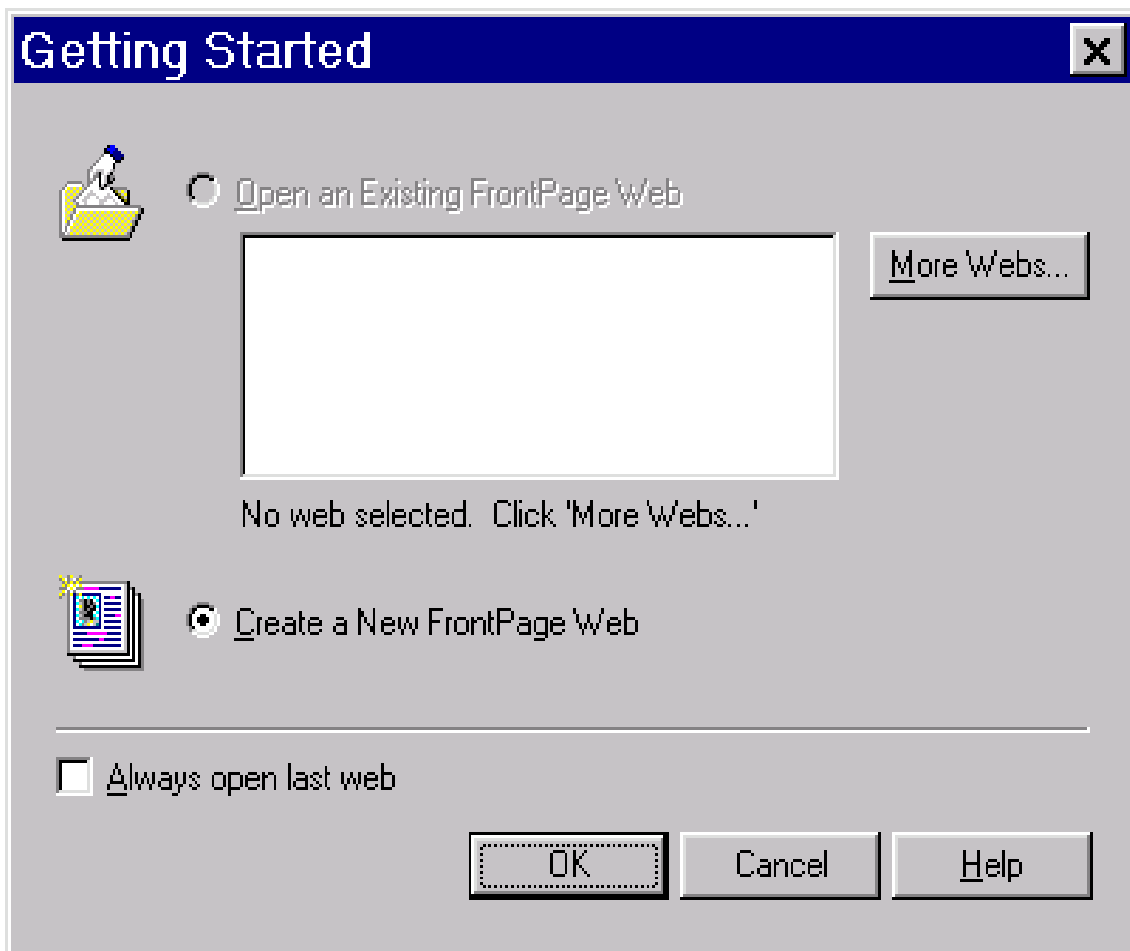 Getting Started
Open an Existing FrontPage Web
More Webs...
No web selected.  Click 'More Webs...'
Create a New FrontPage Web
Always open last web
OK
Cancel
Help